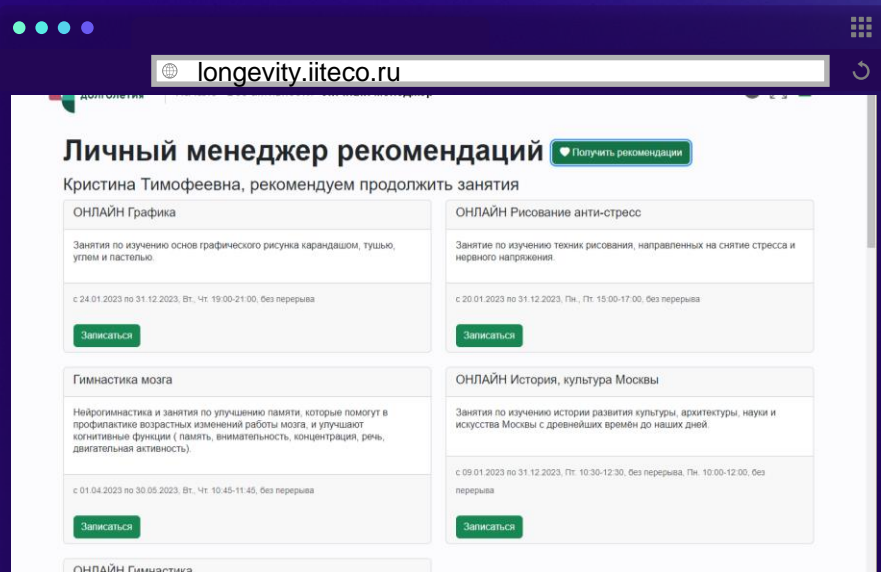 longevity.iiteco.ru
долголетия
Личный менеджер рекомендаций
Получить рекомендации
Кристина Тимофеевна, рекомендуем продолжить занятия
ОНЛАЙН Графика
Занятия по изучению основ графического рисунка карандашом, тушью,
углем и пастелью.
с 24.01.2023 по 31.12.2023, Вт., Чт. 19:00-21:00, без перерыва
Записаться
ОНЛАЙН Рисование анти-стресс
Занятие по изучению техник рисования, направленных на снятие стресса и
нервного напряжения.
с 20.01.2023 по 31.12.2023, Пн., Пт. 15:00-17:00, без перерыва
Записаться
Гимнастика мозга
Нейрогимнастика и занятия по улучшению памяти, которые помогут в
профилактике возрастных изменений работы мозга, и улучшают
когнитивные функции ( память, внимательность, концентрация, речь,
двигательная активность).
с 01.04.2023 по 30.05.2023, Вт., Чт. 10:45-11:45, без перерыва
Записаться
ОНЛАЙН История, культура Москвы
Занятия по изучению истории развития культуры, архитектуры, науки и
искусства Москвы с древнейших времён до наших дней.
с 09.01.2023 по 31.12.2023, Пт. 10:30-12:30, без перерыва, Пн. 10:00-12:00, без
перерыва
Записаться
ОНЛАЙН Гимнастика